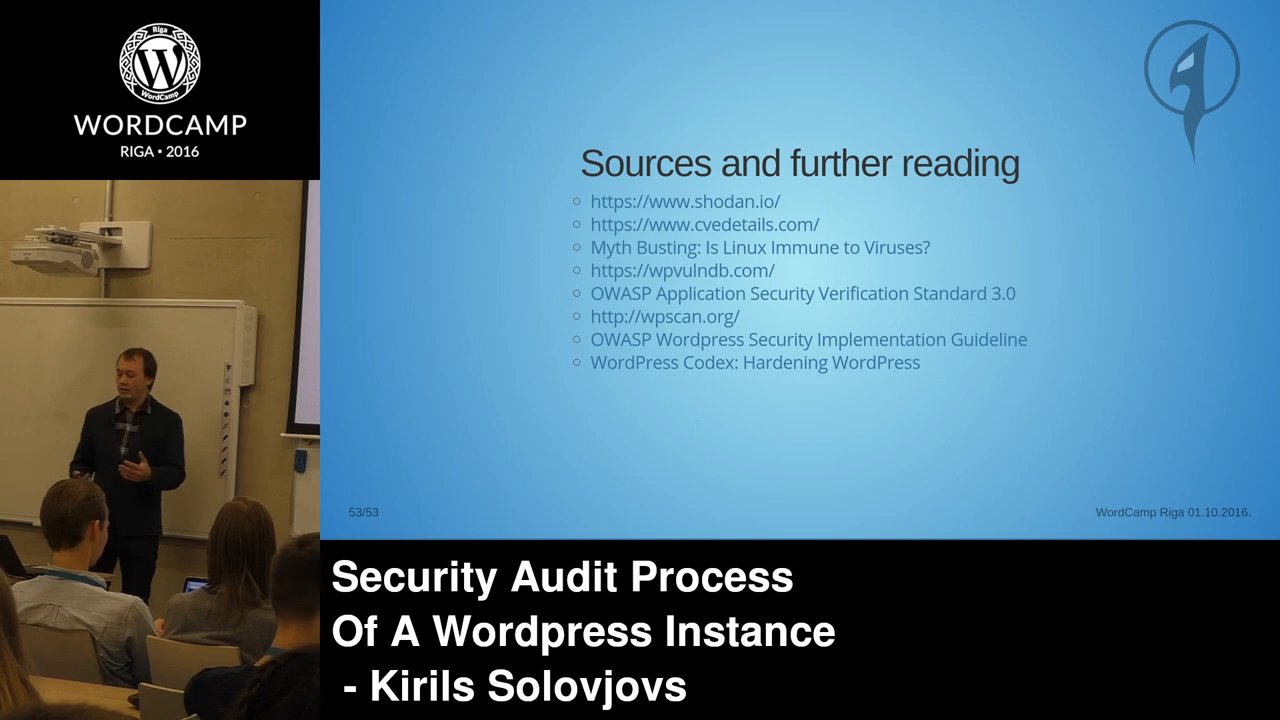 Riga
WordCamp
WORDCAMP
RIGA • 2016
Sources and further reading
https://www.shodan.io/
https://www.cvedetails.com/
Myth Busting: Is Linux Immune to Viruses?
https://wpvulndb.com/
OWASP Application Security Verification Standard 3.0
http://wpscan.org/
OWASP Wordpress Security Implementation Guideline
WordPress Codex: Hardening WordPress
53/53
WordCamp Riga 01.10.2016.
Security Audit Process
Of A Wordpress Instance
- Kirils Solovjovs